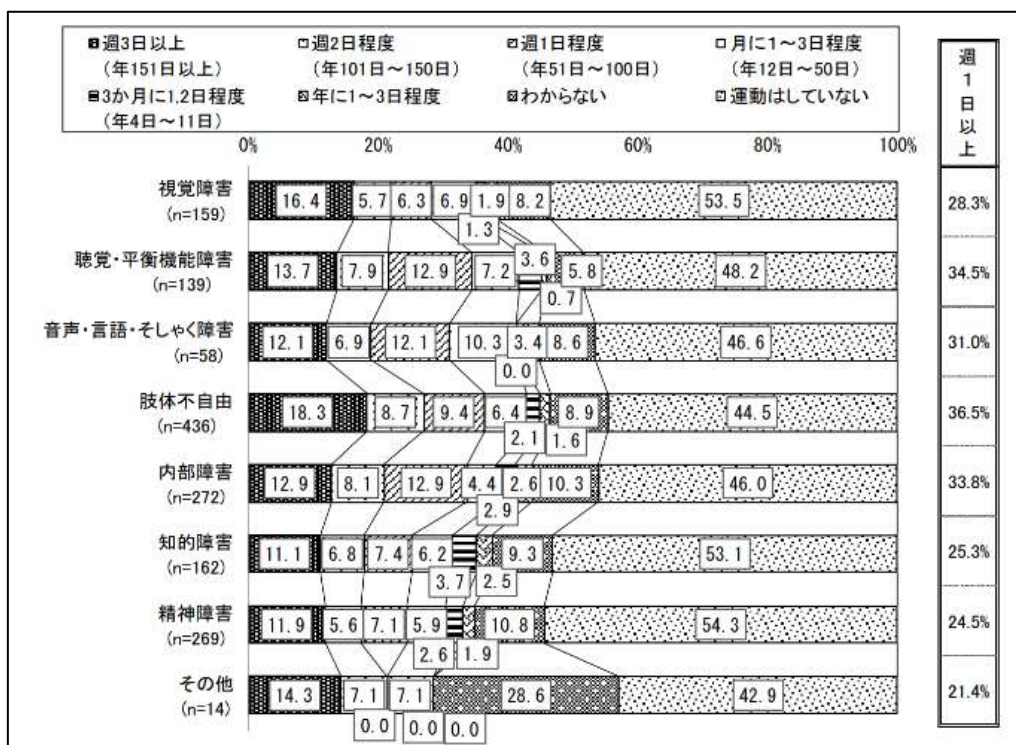 週3日以上 週2日程度 週1日程度 月に1～3日程度
(年151日以上) (年101日～150日) (年51日～100日) (年12日～50日)
3か月に1,2日程度 年に1～3日程度 わからない 運動はしていない
(年4日～11日)
週1日以上
0% 20% 40% 60% 80% 100%
視覚障害
(n=159)
16.4 5.7 6.3 6.9 1.9 8.2 53.5 28.3%
1.3
聴覚・平衡機能障害
(n=139)
3.6
13.7 7.9 12.9 7.2 5.8 48.2 34.5%
0.7
音声・言語・そしゃく障害
(n=58)
12.1 6.9 12.1 10.3 3.4 8.6 46.6 31.0%
0.0
肢体不自由
(n=436)
18.3 8.7 9.4 6.4 8.9 44.5 36.5%
2.1 1.6
内部障害
(n=272)
12.9 8.1 12.9 4.4 2.6 10.3 46.0 33.8%
2.9
知的障害
(n=162)
11.1 6.8 7.4 6.2 9.3 53.1 25.3%
3.7 2.5
精神障害
(n=269)
11.9 5.6 7.1 5.9 10.8 54.3 24.5%
2.6 1.9
その他
(n=14)
14.3 7.1 7.1 28.6 42.9 21.4%
0.0 0.0 0.0